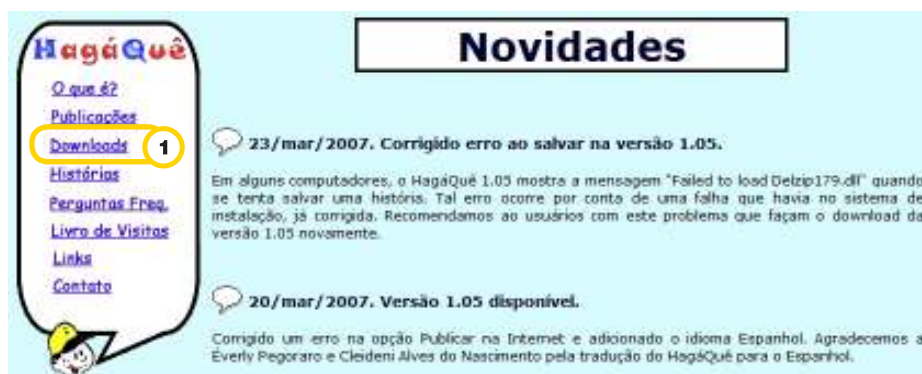 HagáQuê
O que é?
Publicações
Downloads 1
Histórias
Perguntas Freq.
Livro de Visitas
Links
Contato
Novidades
23/mar/2007. Corrigido erro ao salvar na versão 1.05.
Em alguns computadores, o HagáQuê 1.05 mostra a mensagem "Failed to load Delzip179.dll" quando
se tenta salvar uma história. Tal erro ocorre por conta de uma falha que havia no sistema de
instalação, já corrigida. Recomendamos ao usuários com este problema que façam o download da
versão 1.05 novamente.
20/mar/2007. Versão 1.05 disponível.
Corrigido um erro na opção Publicar na Internet e adicionado o idioma Espanhol. Agradecemos a
Éverly Pegoraro e Cleideni Alves do Nascimento pela tradução do HagáQuê para o Espanhol.